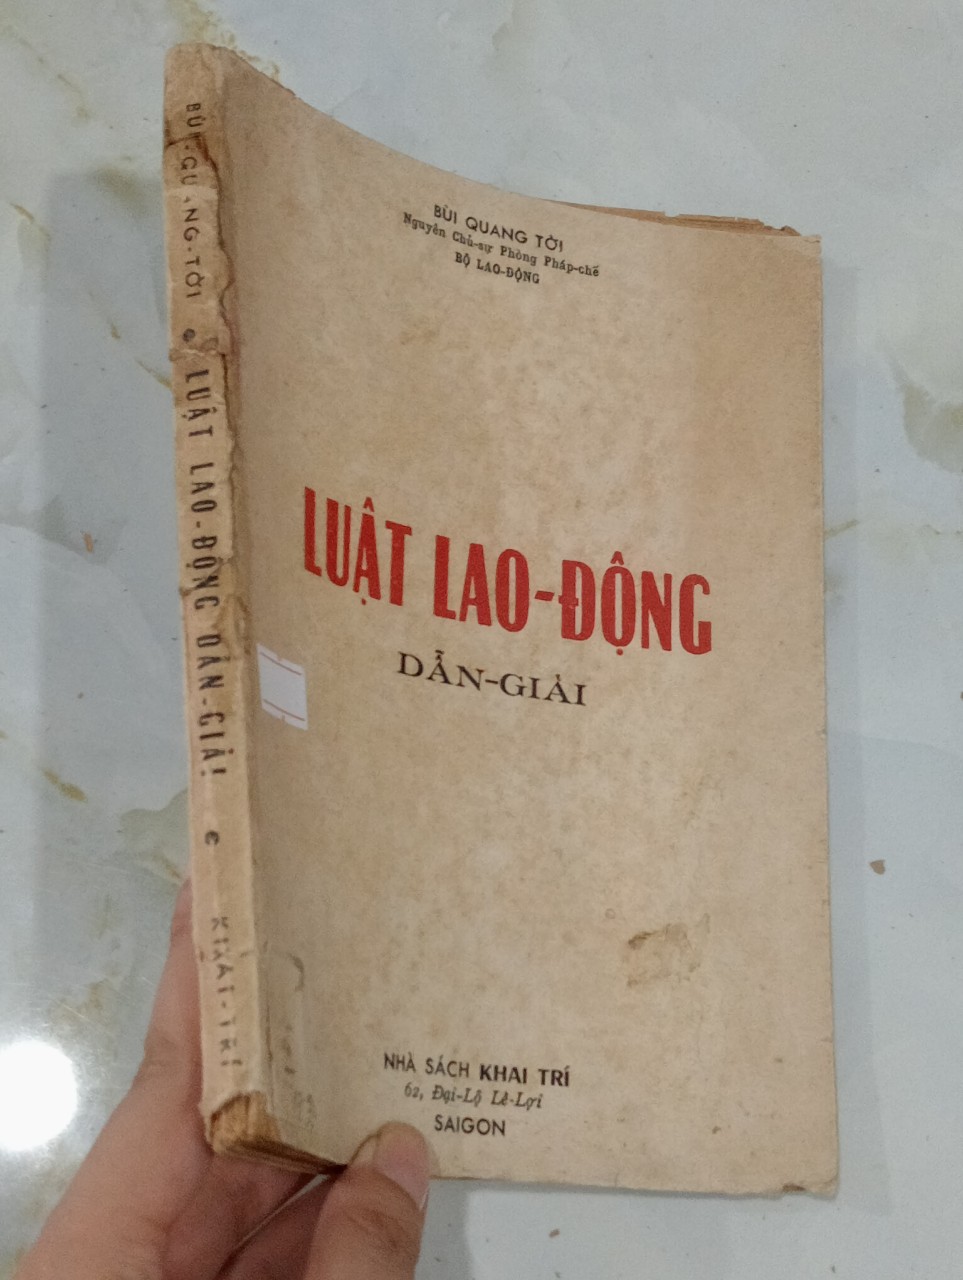 BÙI QUANG TỜI
Nguyên Chủ-sự Phòng Pháp-chế
BỘ LAO-ĐỘNG
LUẬT LAO-ĐỘNG
DẪN-GIẢI
NHÀ SÁCH KHAI TRÍ
62, Đại-Lộ Lê-Lợi
SAIGON
BÙI-QUANG-TỜI • LUẬT LAO-ĐỘNG DẪN-GIẢI • KHAI-TRÍ